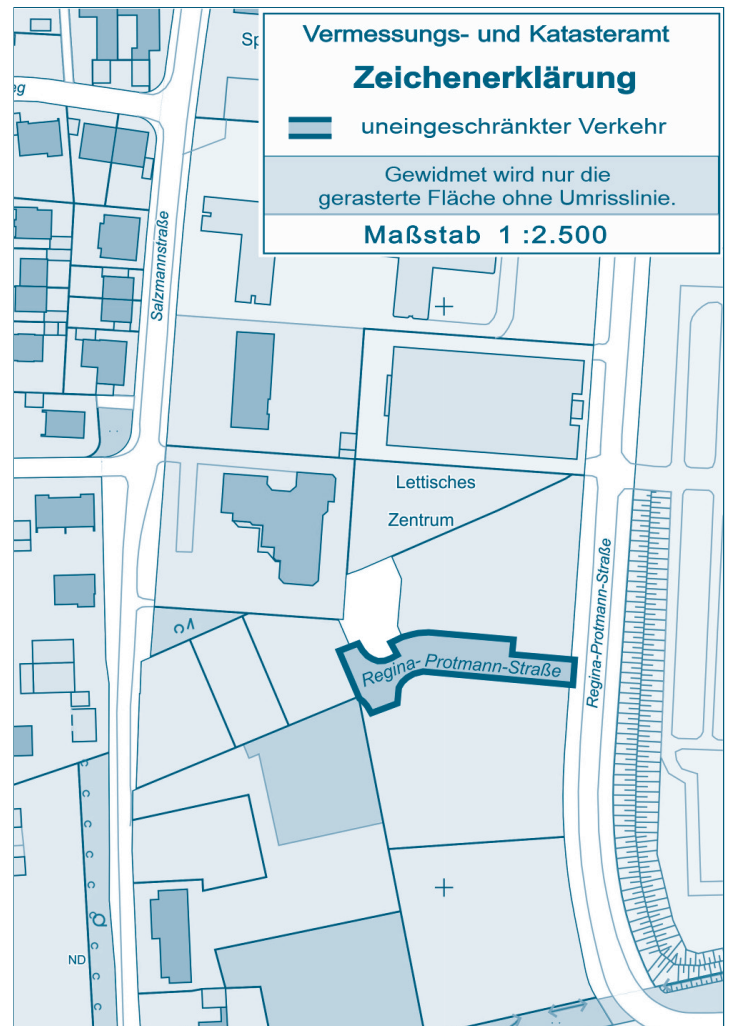 Vermessungs- und Katasteramt
Zeichenerklärung
uneingeschränkter Verkehr
Gewidmet wird nur die
gerasterte Fläche ohne Umrisslinie.
Maßstab 1 :2.500
Salzmannstraße
Lettisches
Zentrum
Regina- Protmann-Straße
Regina-Protmann-Straße
ND